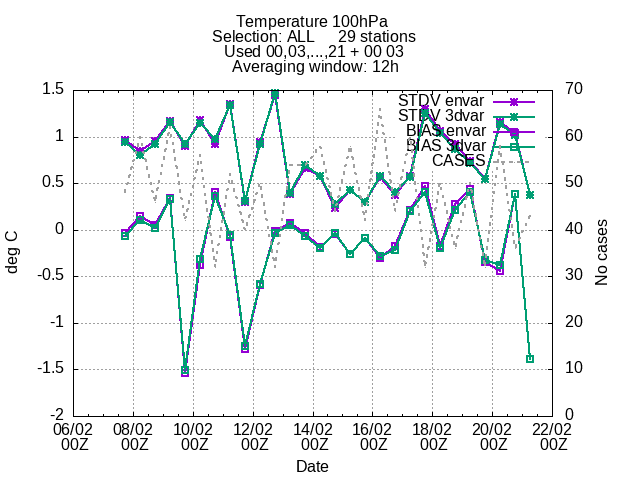 Temperature 100hPa
Selection: ALL 29 stations
Used 00,03,...,21 + 00 03
Averaging window: 12h
1.5
1
0.5
0
-0.5
-1
-1.5
-2
deg C
70
60
50
40
30
20
10
0
No cases
STDV envar
STDV 3dvar
BIAS envar
BIAS 3dvar
CASES
06/02 08/02 10/02 12/02 14/02 16/02 18/02 20/02 22/02
00Z 00Z 00Z 00Z 00Z 00Z 00Z 00Z 00Z
Date